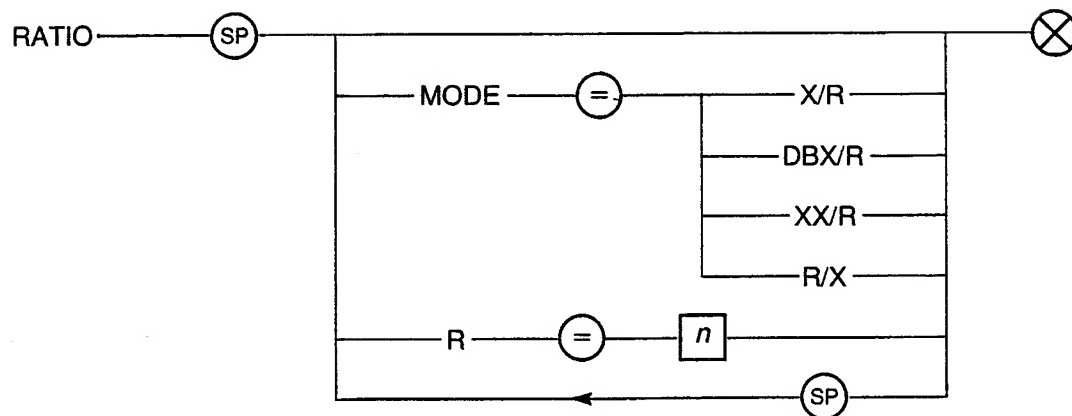 RATIO SP
MODE = X/R
DBX/R
XX/R
R/X
R = n
SP